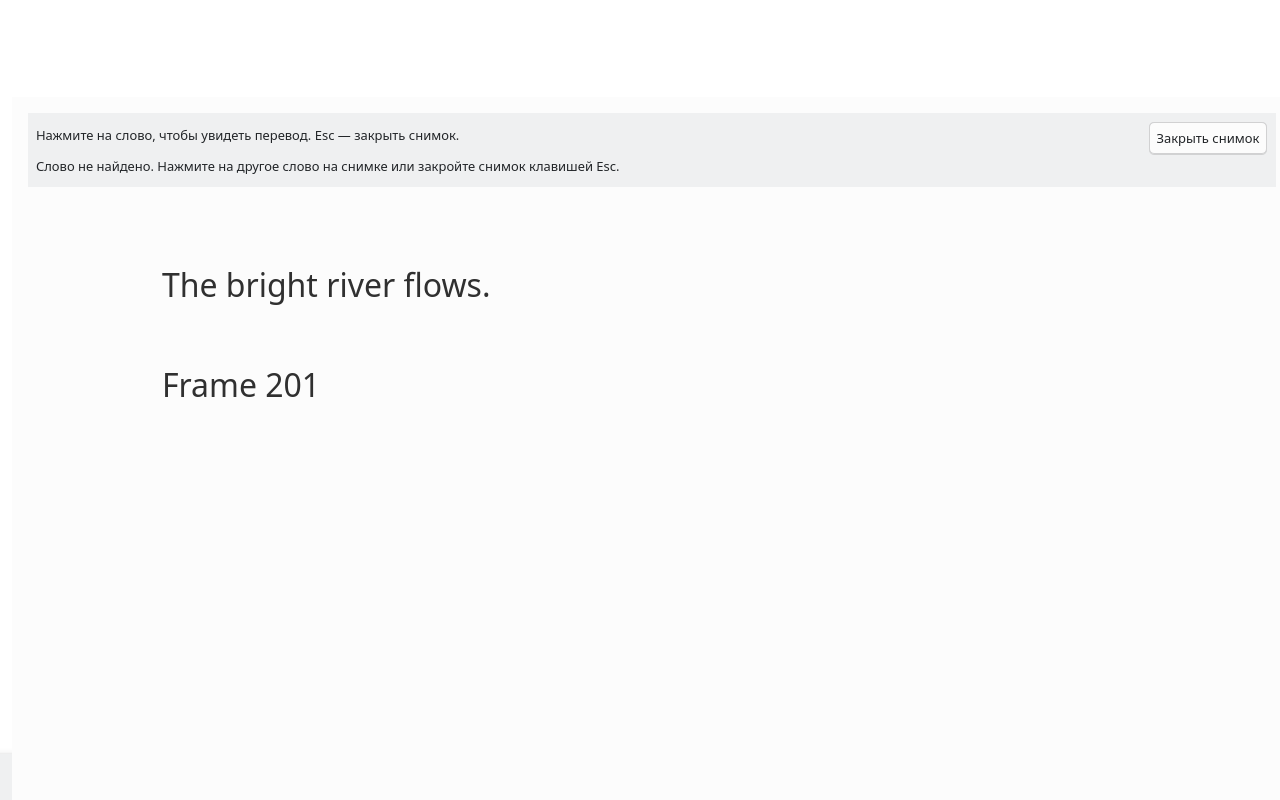 Нажмите на слово, чтобы увидеть перевод. Esc — закрыть снимок.
Закрыть снимок
Слово не найдено. Нажмите на другое слово на снимке или закройте снимок клавишей Esc.
The bright river flows.
Frame 201